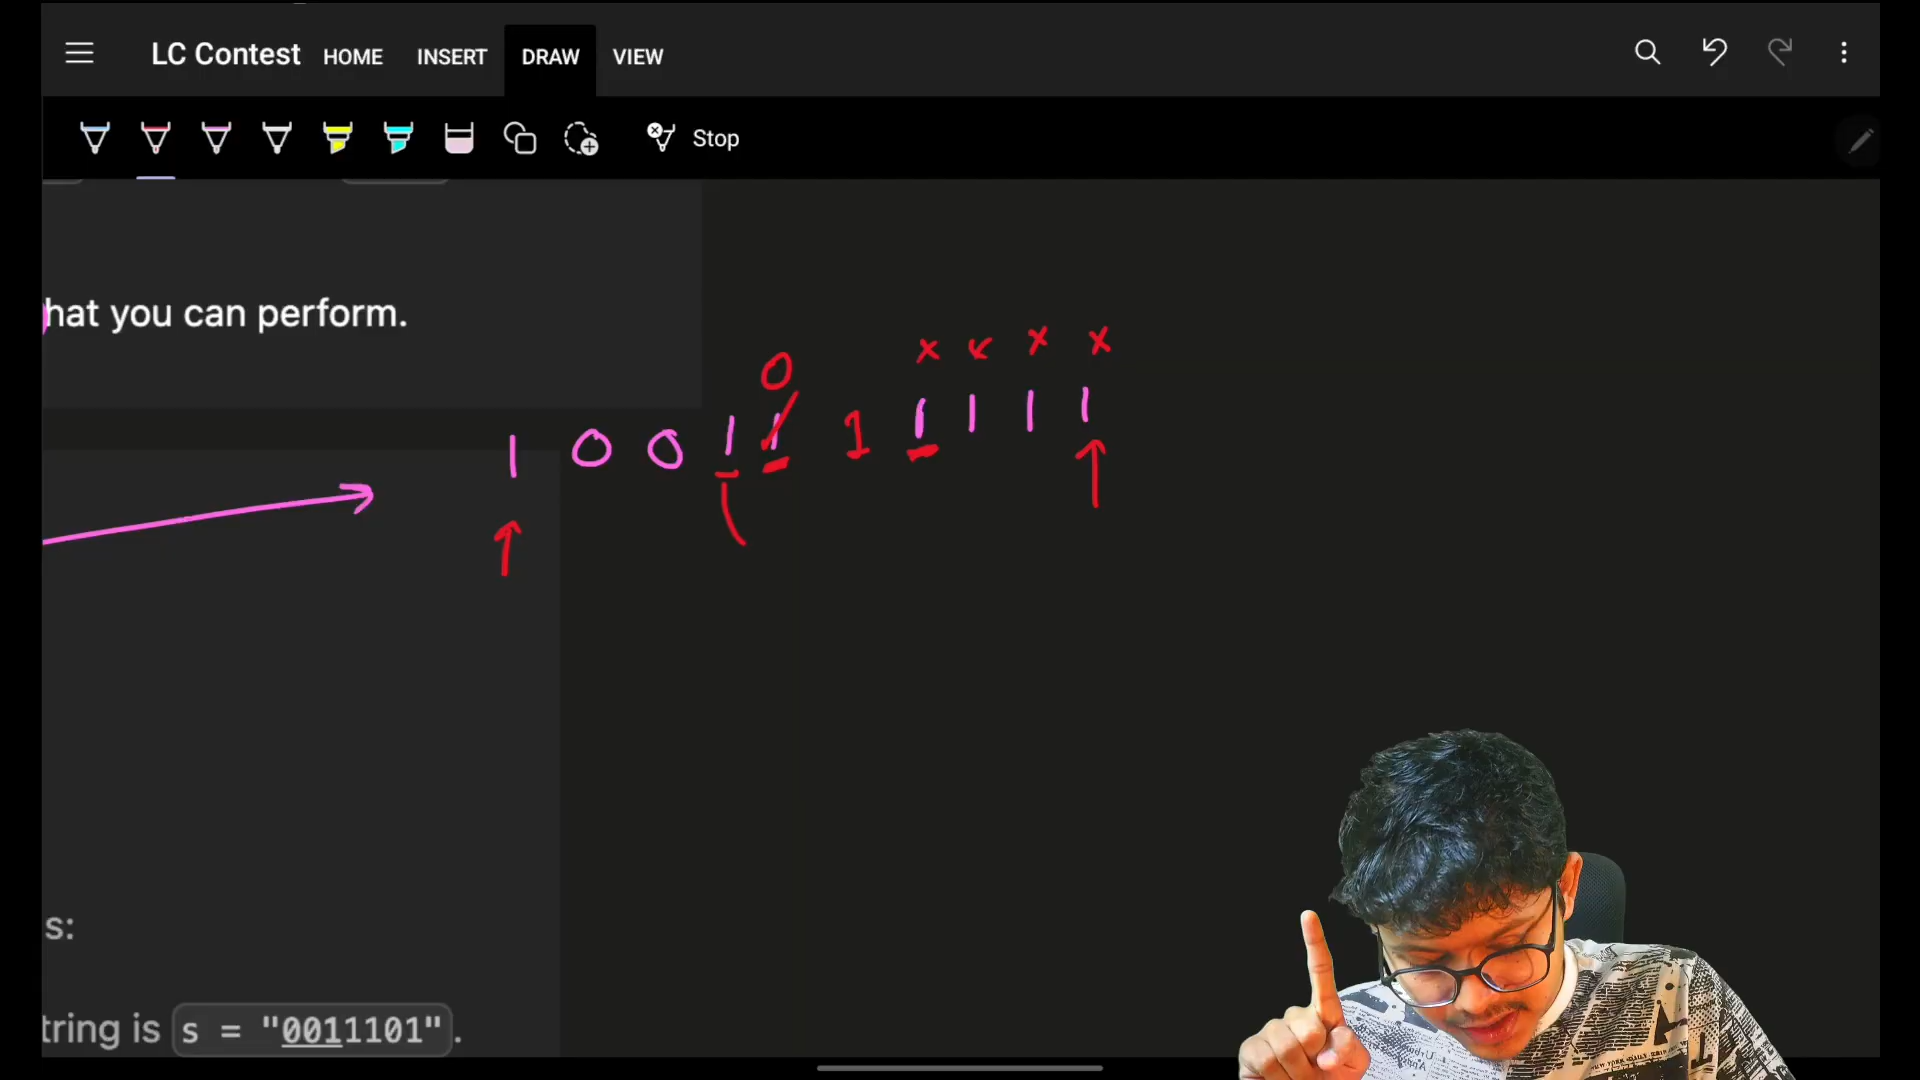 LC Contest HOME INSERT DRAW VIEW
Stop
hat you can perform.
x x x x
0
1 0 0 1 1 1 1 1 1 1
s:
tring is s = "0011101".